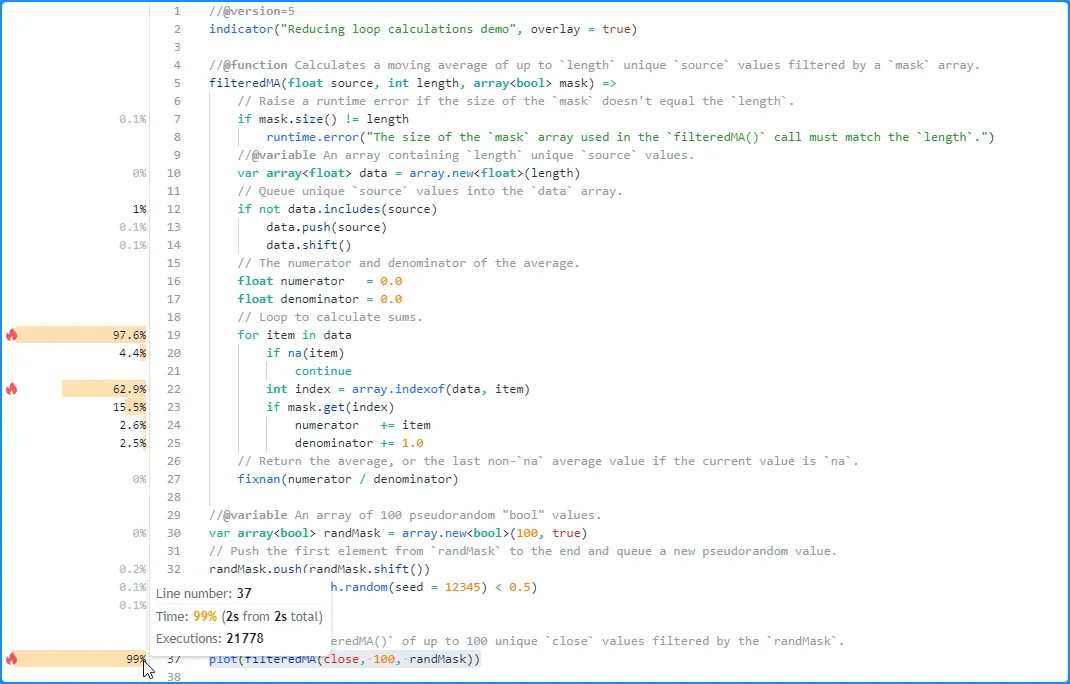 1 //@version=5
2 indicator("Reducing loop calculations demo", overlay = true)
3
4 //@function Calculates a moving average of up to `length` unique `source` values filtered by a `mask` array.
5 filteredMA(float source, int length, array<bool> mask) =>
6 // Raise a runtime error if the size of the `mask` doesn't equal the `length`.
0.1% 7 if mask.size() != length
8 runtime.error("The size of the `mask` array used in the `filteredMA()` call must match the `length`.")
9 //@variable An array containing `length` unique `source` values.
0% 10 var array<float> data = array.new<float>(length)
11 // Queue unique `source` values into the `data` array.
1% 12 if not data.includes(source)
0.1% 13 data.push(source)
0.1% 14 data.shift()
15 // The numerator and denominator of the average.
16 float numerator   = 0.0
17 float denominator = 0.0
18 // Loop to calculate sums.
97.6% 19 for item in data
4.4% 20 if na(item)
21 continue
62.9% 22 int index = array.indexof(data, item)
15.5% 23 if mask.get(index)
2.6% 24 numerator   += item
2.5% 25 denominator += 1.0
26 // Return the average, or the last non-`na` average value if the current value is `na`.
0% 27 fixnan(numerator / denominator)
28
29 //@variable An array of 100 pseudorandom "bool" values.
0% 30 var array<bool> randMask = array.new<bool>(100, true)
31 // Push the first element from `randMask` to the end and queue a new pseudorandom value.
0.2% 32 randMask.push(randMask.shift())
0.1% h.random(seed = 12345) < 0.5)
0.1%
Line number: 37
Time: 99% (2s from 2s total)
Executions: 21778
eredMA()` of up to 100 unique `close` values filtered by the `randMask`.
99% 37 plot(filteredMA(close, 100, randMask))
38